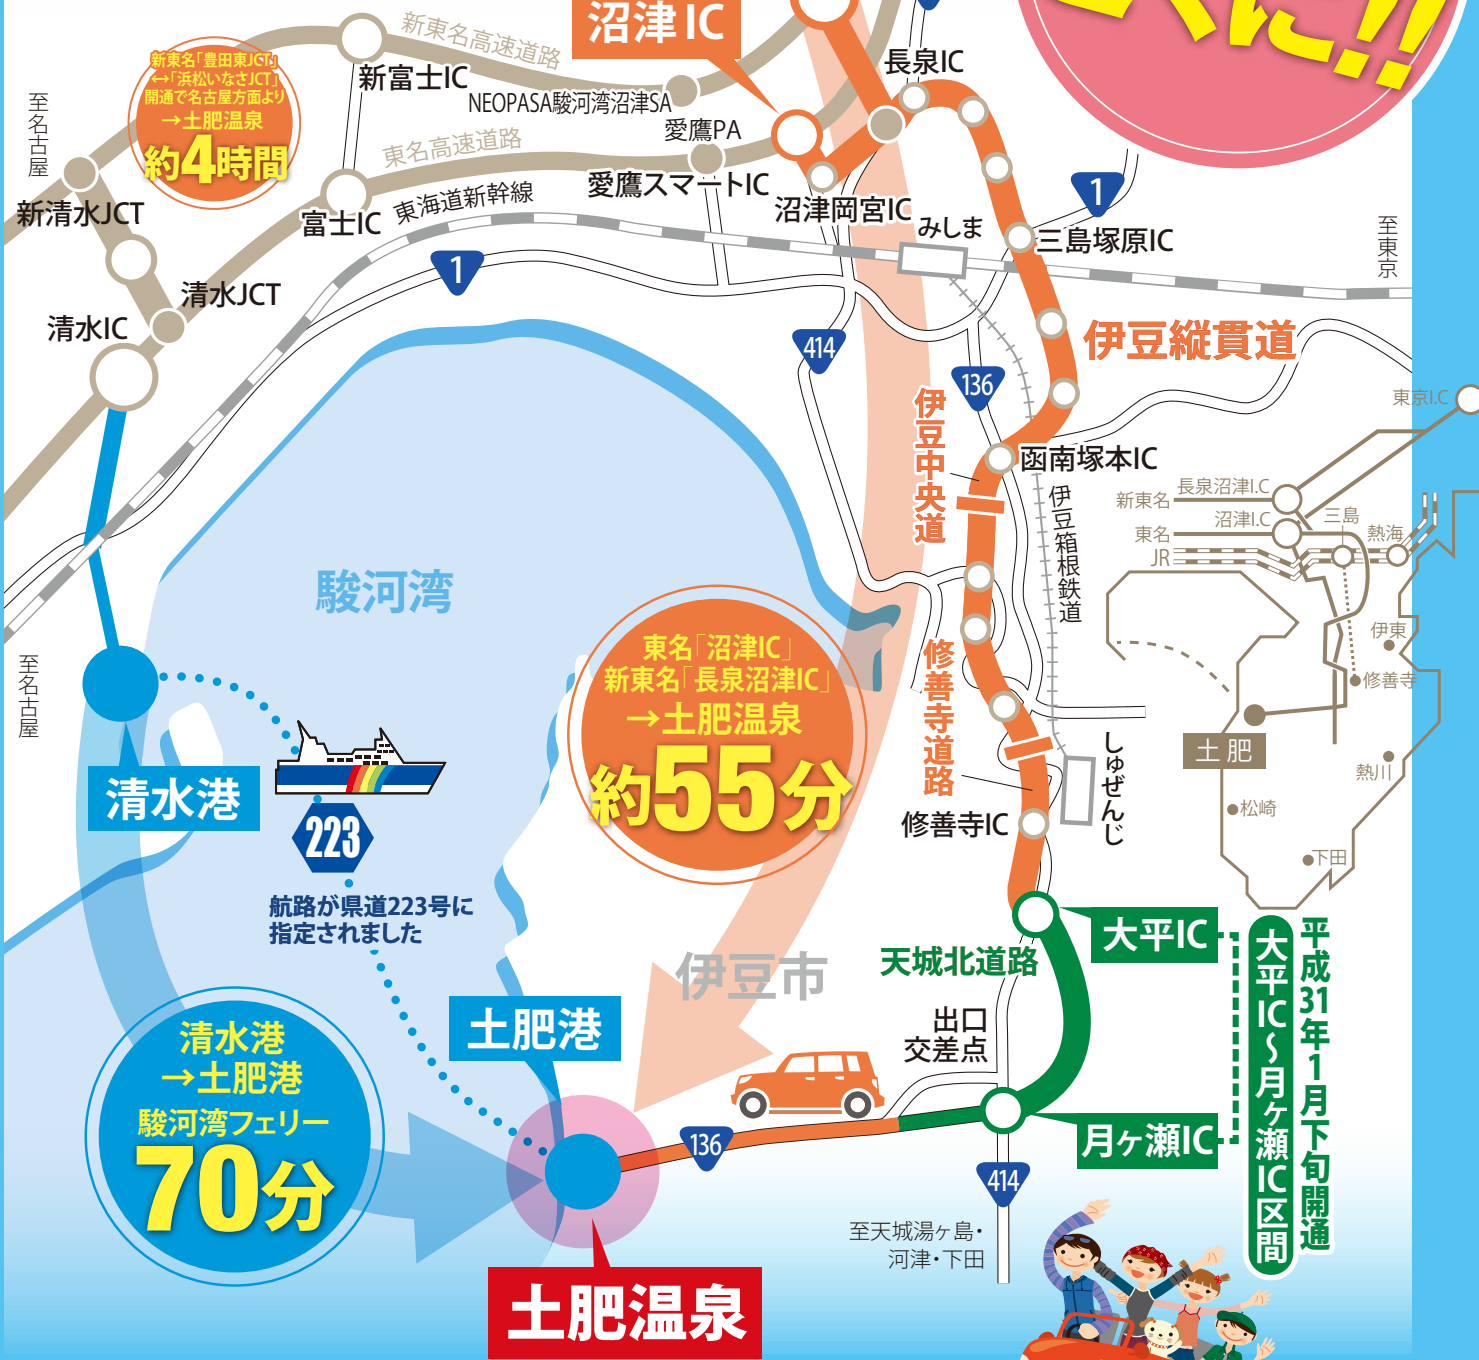 くに!!
沼津IC
新東名高速道路
新富士IC
長泉IC
新東名「豊田東JCT」
↔「浜松いなさJCT」
開通で名古屋方面より
→土肥温泉
約4時間
至名古屋
NEOPASA駿河湾沼津SA
愛鷹PA
東名高速道路
愛鷹スマートIC
新清水JCT
富士IC
東海道新幹線
沼津岡宮IC
みしま
1
三島塚原IC
至東京
1
清水JCT
清水IC
伊豆縦貫道
414
136
伊豆中央道
函南塚本IC
伊豆箱根鉄道
東京I.C
長泉沼津I.C
新東名
沼津I.C
東名
JR
三島
熱海
伊東
修善寺
土肥
熱川
松崎
下田
駿河湾
東名「沼津IC」
新東名「長泉沼津IC」
→土肥温泉
約55分
修善寺道路
しゅぜんじ
修善寺IC
至名古屋
清水港
223
航路が県道223号に
指定されました
伊豆市
天城北道路
大平IC
出口
交差点
月ヶ瀬IC
平成31年1月下旬開通
大平IC～月ヶ瀬IC区間
土肥港
清水港
→土肥港
駿河湾フェリー
70分
136
414
至天城湯ヶ島・
河津・下田
土肥温泉